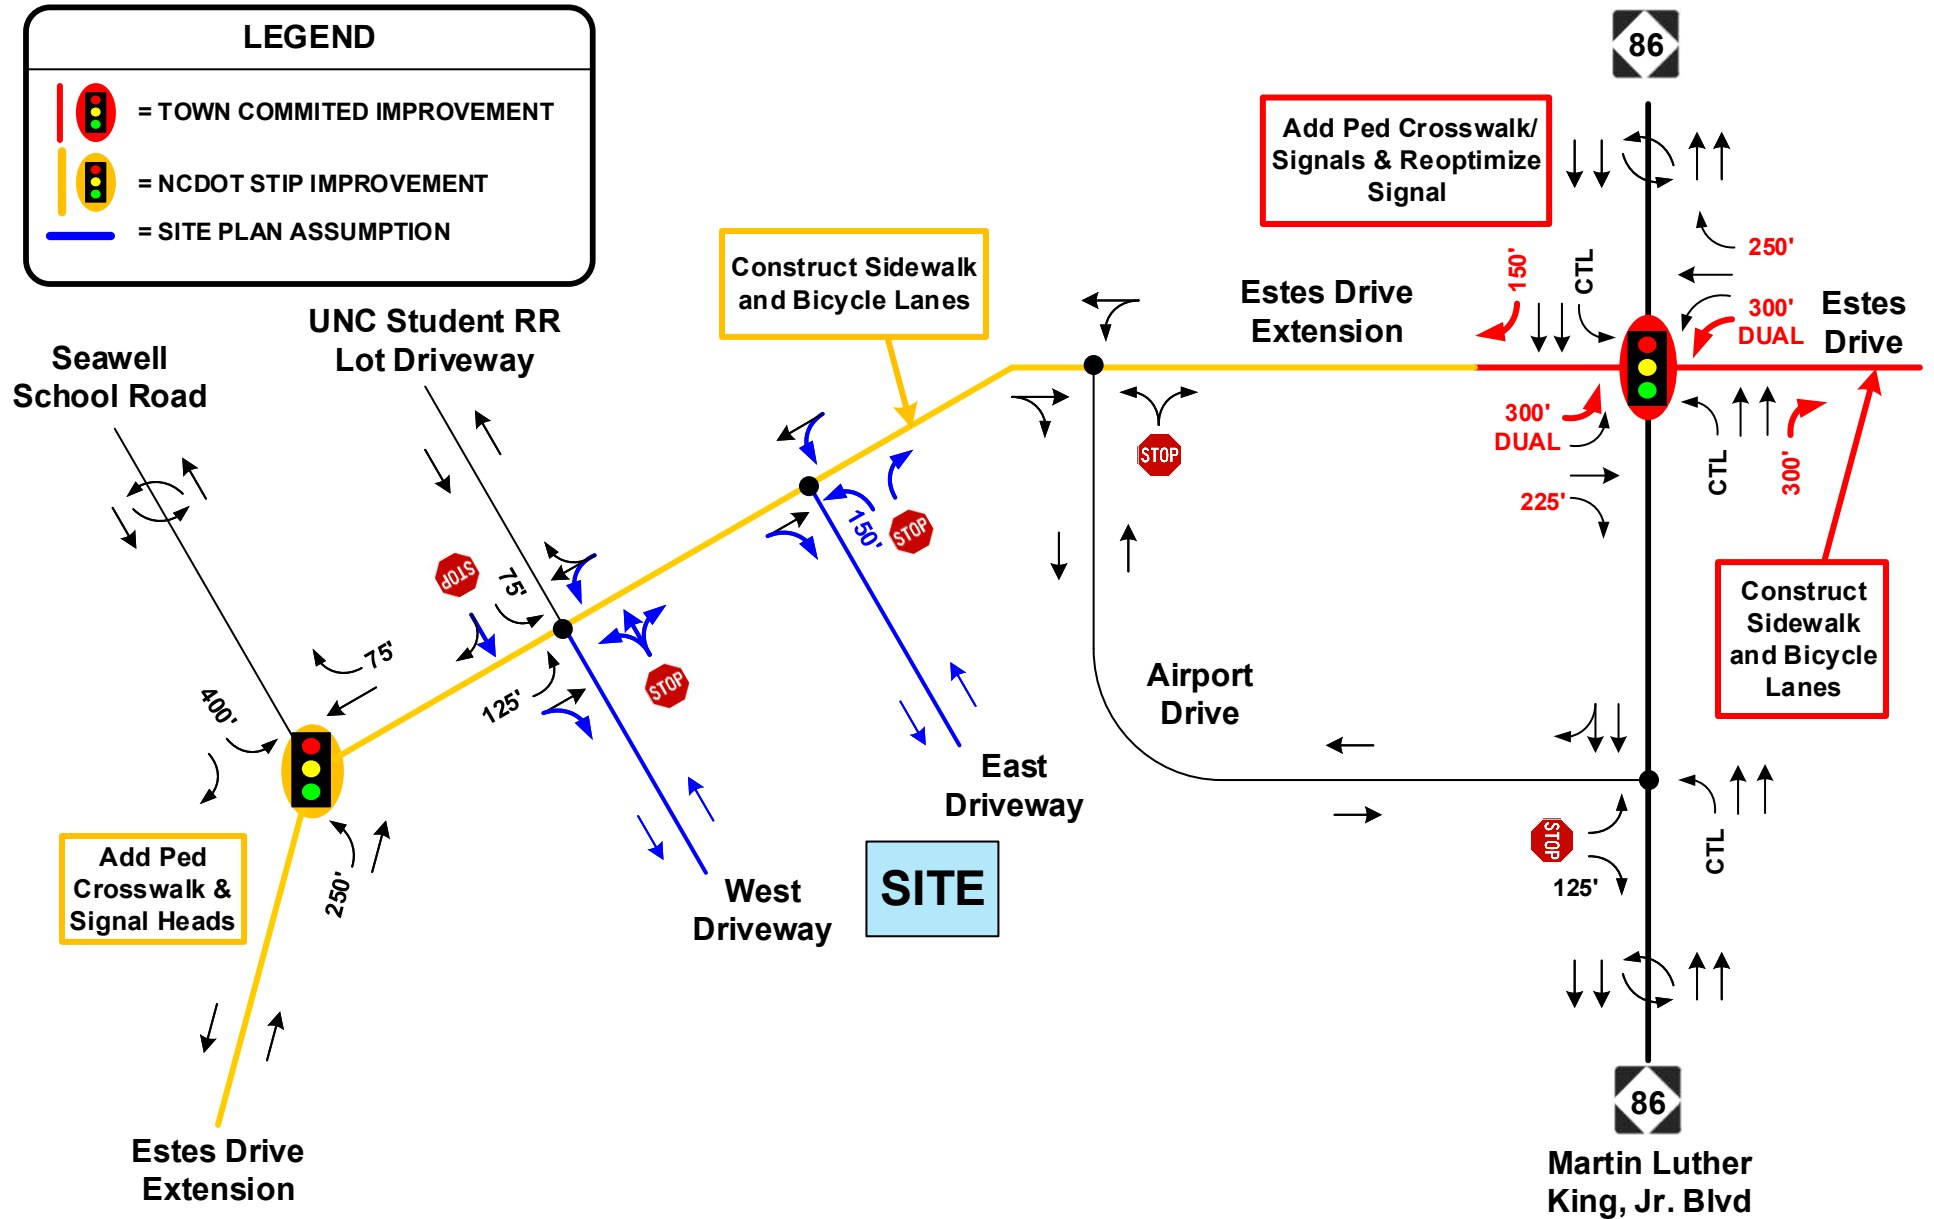 LEGEND
= TOWN COMMITED IMPROVEMENT
= NCDOT STIP IMPROVEMENT
= SITE PLAN ASSUMPTION
86
Add Ped Crosswalk/
Signals & Reoptimize
Signal
Construct Sidewalk
and Bicycle Lanes
UNC Student RR
Lot Driveway
Seawell
School Road
Estes Drive
Extension
150'
CTL
250'
300'
DUAL
Estes
Drive
300'
DUAL
225'
CTL
300'
STOP
150'
STOP
STOP
75'
75'
125'
STOP
400'
250'
Add Ped
Crosswalk &
Signal Heads
Construct
Sidewalk
and Bicycle
Lanes
Airport
Drive
East
Driveway
West
Driveway
SITE
STOP
125'
CTL
86
Estes Drive
Extension
Martin Luther
King, Jr. Blvd